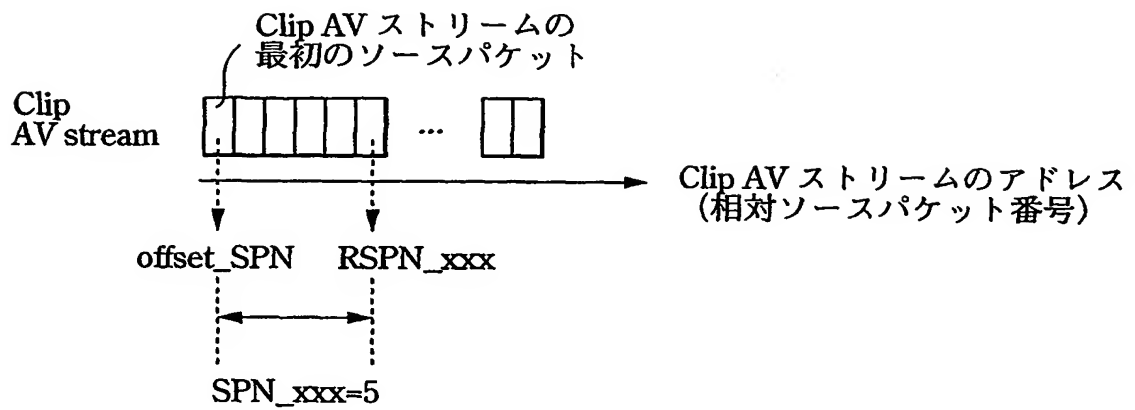 Clip AV ストリームの
最初のソースパケット
Clip
AV stream
...
Clip AV ストリームのアドレス
(相対ソースパケット番号)
offset_SPN RSPN_xxx
SPN_xxx=5